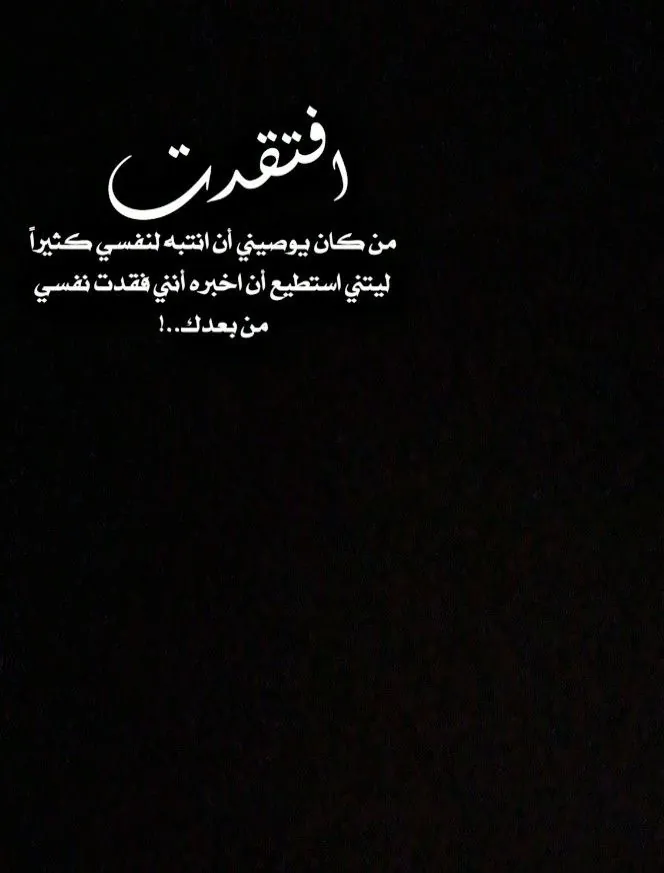 افتقدت
من كان يوصيني أن انتبه لنفسي كثيراً
ليتني استطيع أن اخبره أنني فقدت نفسي
من بعدك..!